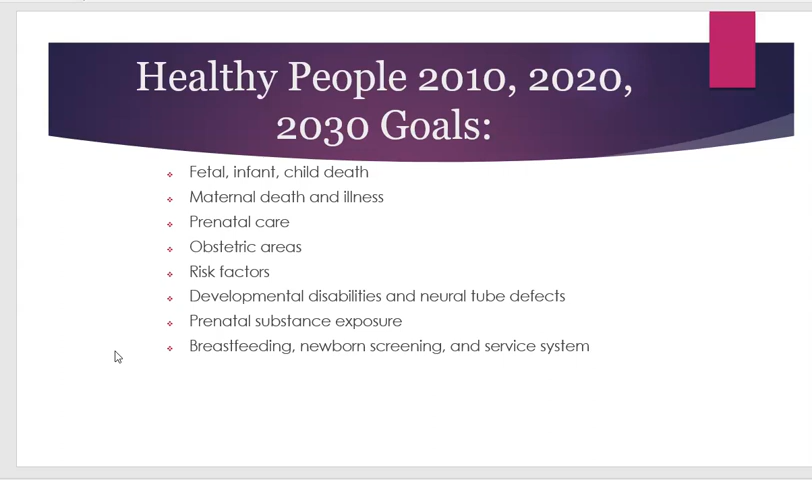 Healthy People 2010, 2020,
2030 Goals:
Fetal, infant, child death
Maternal death and illness
Prenatal care
Obstetric areas
Risk factors
Developmental disabilities and neural tube defects
Prenatal substance exposure
Breastfeeding, newborn screening, and service system